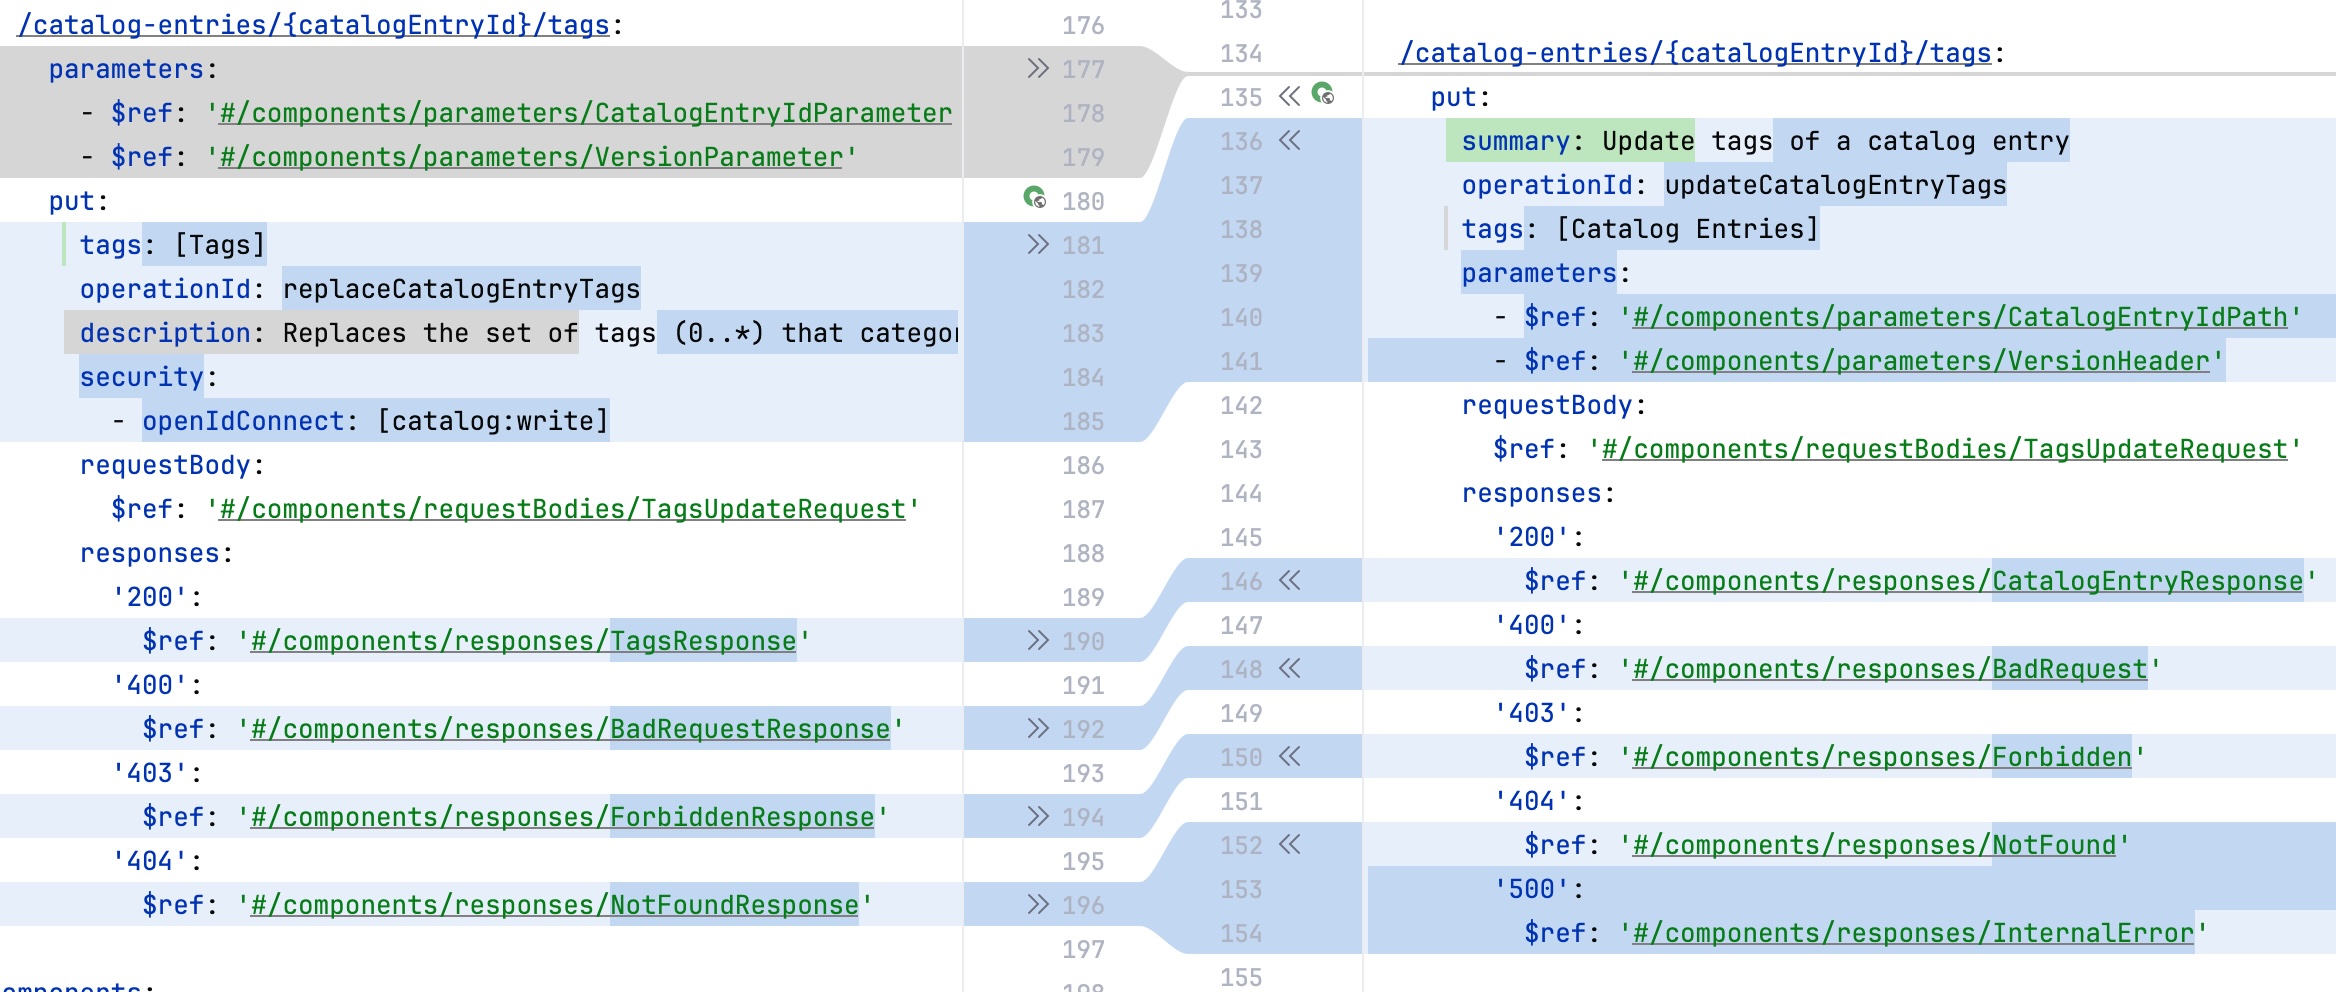 /catalog-entries/{catalogEntryId}/tags:
parameters:
- $ref: '#/components/parameters/CatalogEntryIdParameter
- $ref: '#/components/parameters/VersionParameter'
put:
tags: [Tags]
operationId: replaceCatalogEntryTags
description: Replaces the set of tags (0..*) that categor
security:
- openIdConnect: [catalog:write]
requestBody:
$ref: '#/components/requestBodies/TagsUpdateRequest'
responses:
'200':
$ref: '#/components/responses/TagsResponse'
'400':
$ref: '#/components/responses/BadRequestResponse'
'403':
$ref: '#/components/responses/ForbiddenResponse'
'404':
$ref: '#/components/responses/NotFoundResponse'
omponents:
176
177
178
179
180
181
182
183
184
185
186
187
188
189
190
191
192
193
194
195
196
197
198
133
134
135
136
137
138
139
140
141
142
143
144
145
146
147
148
149
150
151
152
153
154
155
/catalog-entries/{catalogEntryId}/tags:
put:
summary: Update tags of a catalog entry
operationId: updateCatalogEntryTags
tags: [Catalog Entries]
parameters:
- $ref: '#/components/parameters/CatalogEntryIdPath'
- $ref: '#/components/parameters/VersionHeader'
requestBody:
$ref: '#/components/requestBodies/TagsUpdateRequest'
responses:
'200':
$ref: '#/components/responses/CatalogEntryResponse'
'400':
$ref: '#/components/responses/BadRequest'
'403':
$ref: '#/components/responses/Forbidden'
'404':
$ref: '#/components/responses/NotFound'
'500':
$ref: '#/components/responses/InternalError'